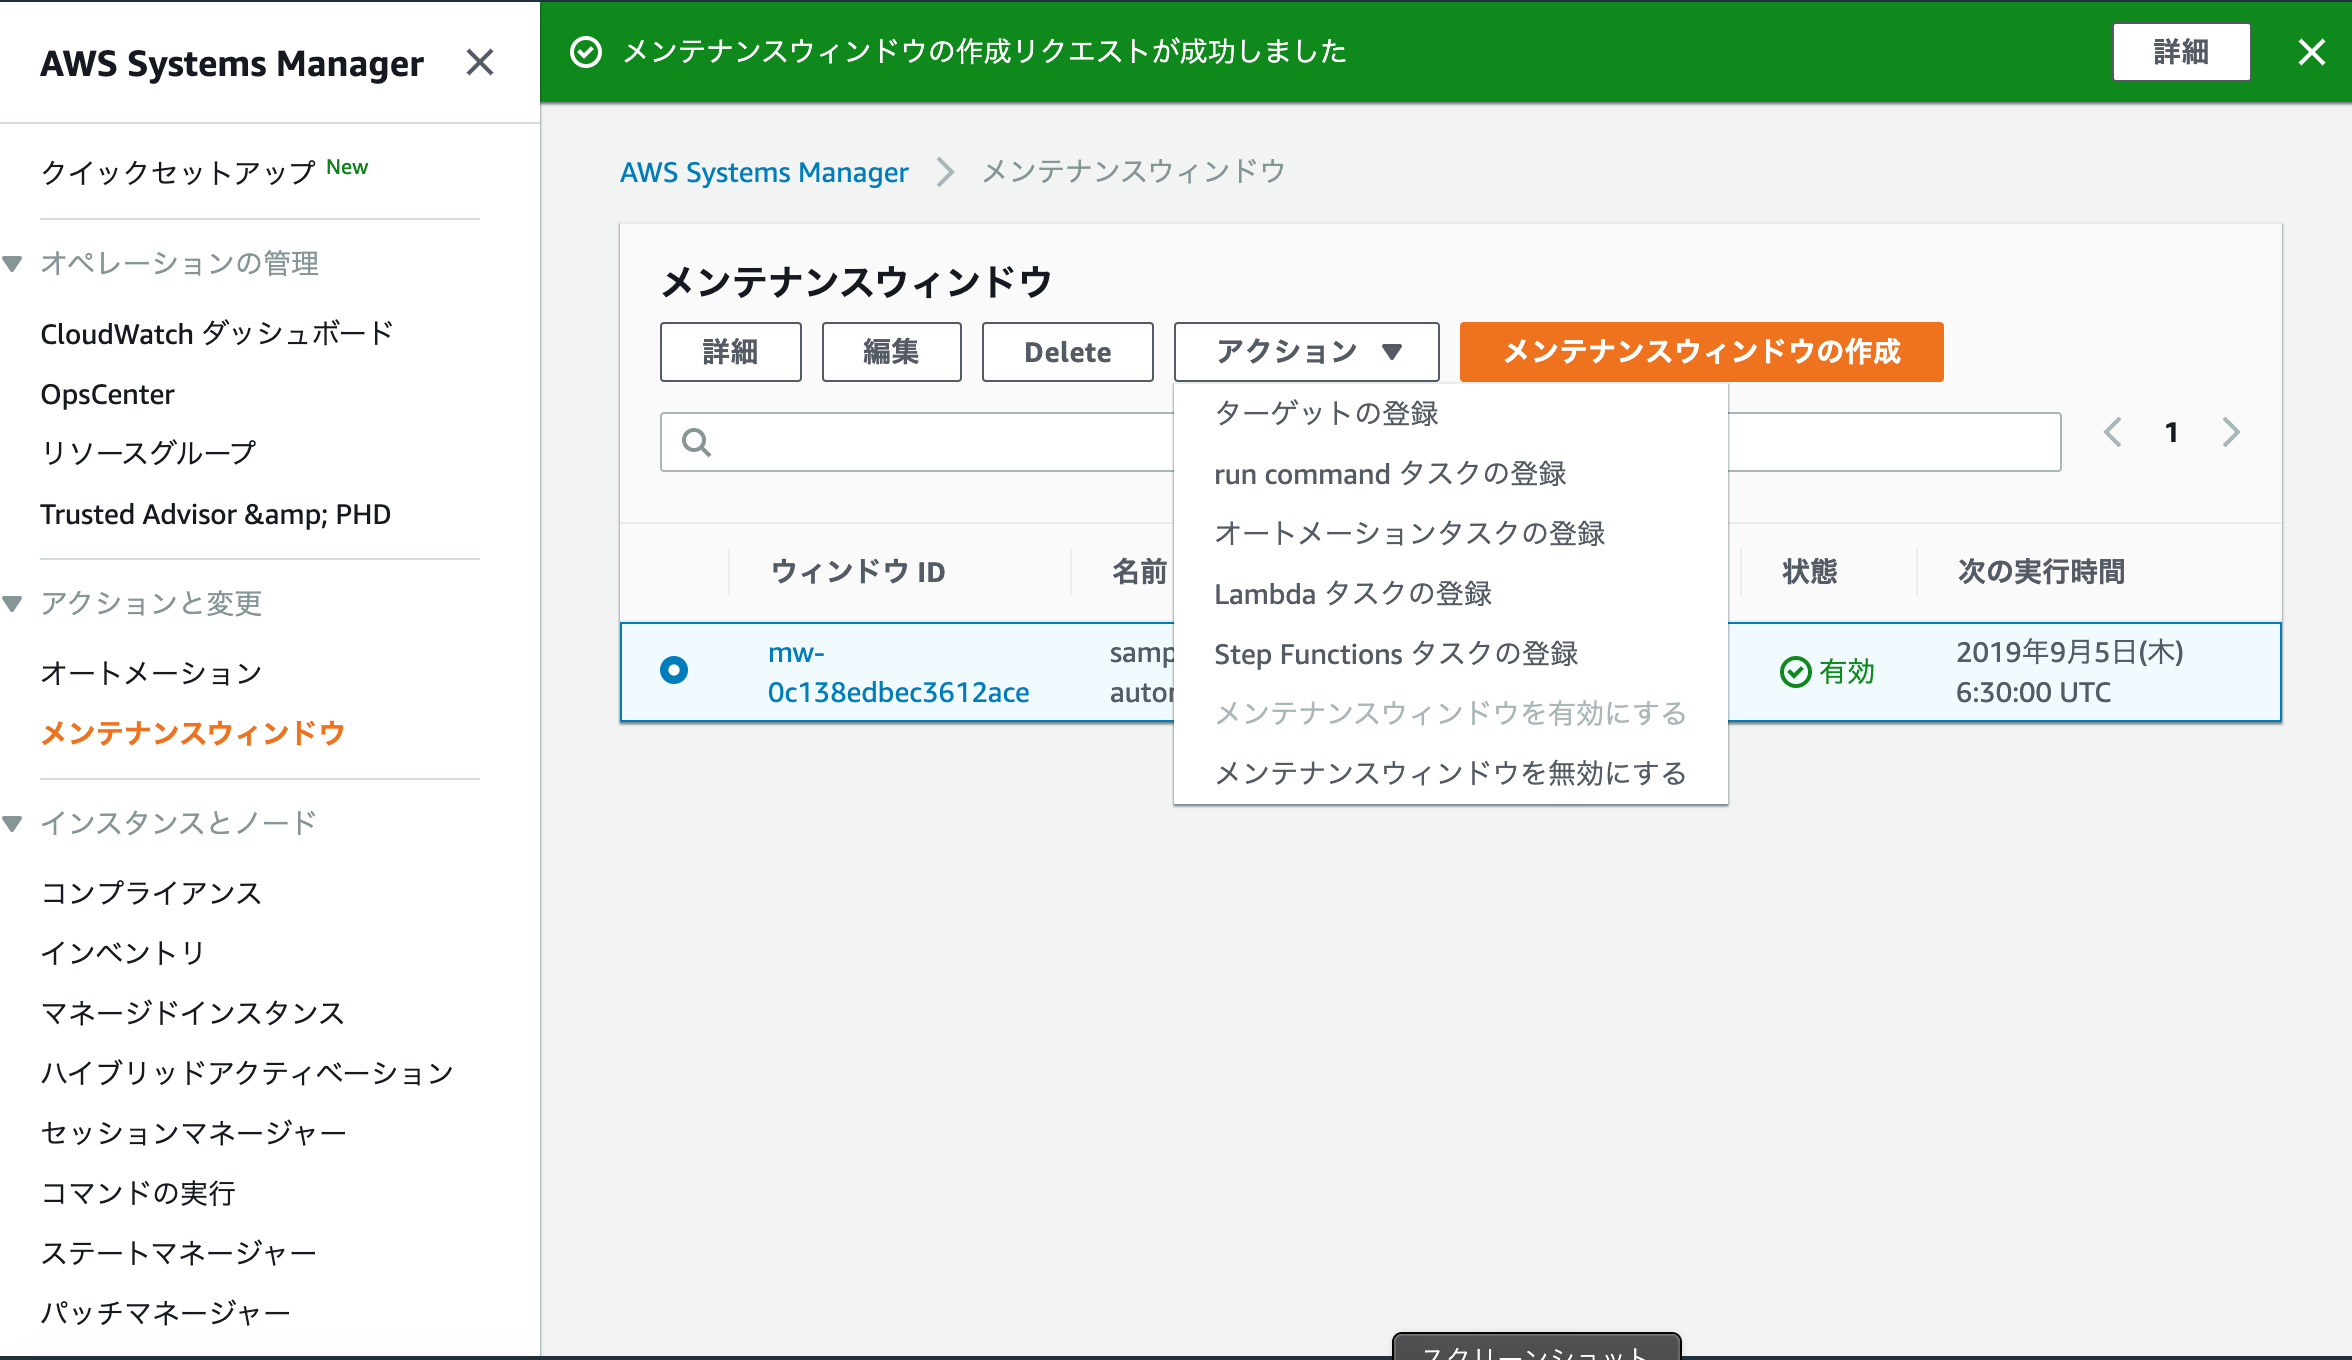 AWS Systems Manager
クイックセットアップ New
オペレーションの管理
CloudWatch ダッシュボード
OpsCenter
リソースグループ
Trusted Advisor &amp; PHD
アクションと変更
オートメーション
メンテナンスウィンドウ
インスタンスとノード
コンプライアンス
インベントリ
マネージドインスタンス
ハイブリッドアクティベーション
セッションマネージャー
コマンドの実行
ステートマネージャー
パッチマネージャー
メンテナンスウィンドウの作成リクエストが成功しました
詳細
AWS Systems Manager メンテナンスウィンドウ
メンテナンスウィンドウ
詳細 編集 Delete アクション メンテナンスウィンドウの作成
1
ターゲットの登録
run command タスクの登録
オートメーションタスクの登録
Lambda タスクの登録
Step Functions タスクの登録
メンテナンスウィンドウを有効にする
メンテナンスウィンドウを無効にする
ウィンドウ ID 名前 状態 次の実行時間
mw-
0c138edbec3612ace
有効
2019年9月5日(木)
6:30:00 UTC
スクリーンショット